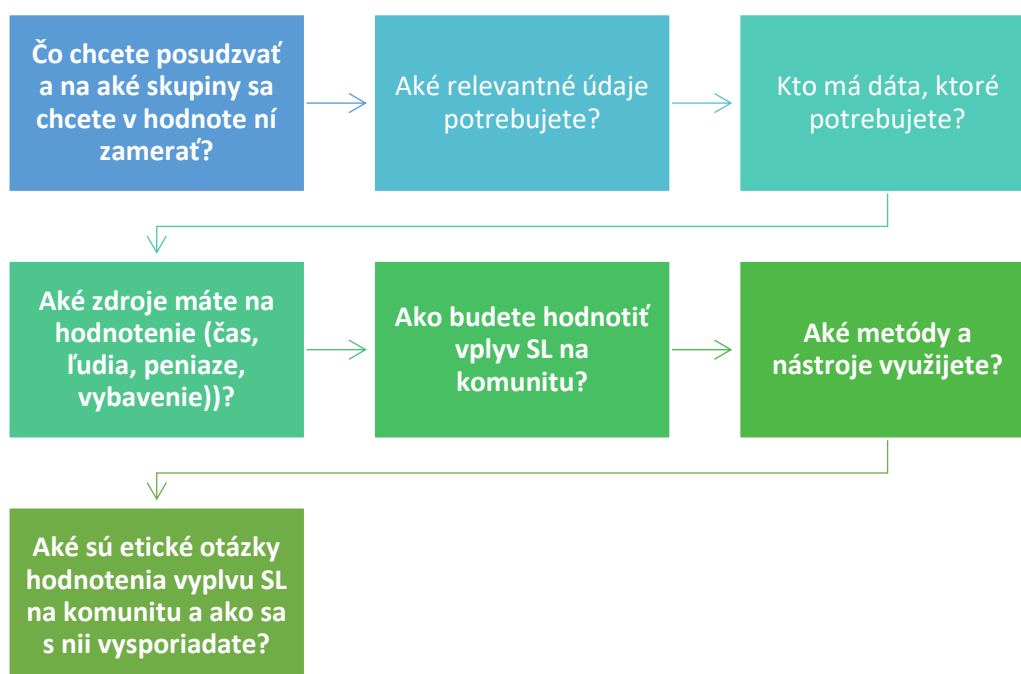 Čo chcete posudzvať
a na aké skupiny sa
chcete v hodnote ní
zamerať?
Aké relevantné údaje
potrebujete?
Kto má dáta, ktoré
potrebujete?
Aké zdroje máte na
hodnotenie (čas,
ľudia, peniaze,
vybavenie))?
Ako budete hodnotiť
vplyv SL na
komunitu?
Aké metódy a
nástroje využijete?
Aké sú etické otázky
hodnotenia vyplvu SL
na komunitu a ako sa
s nii vysporiadate?